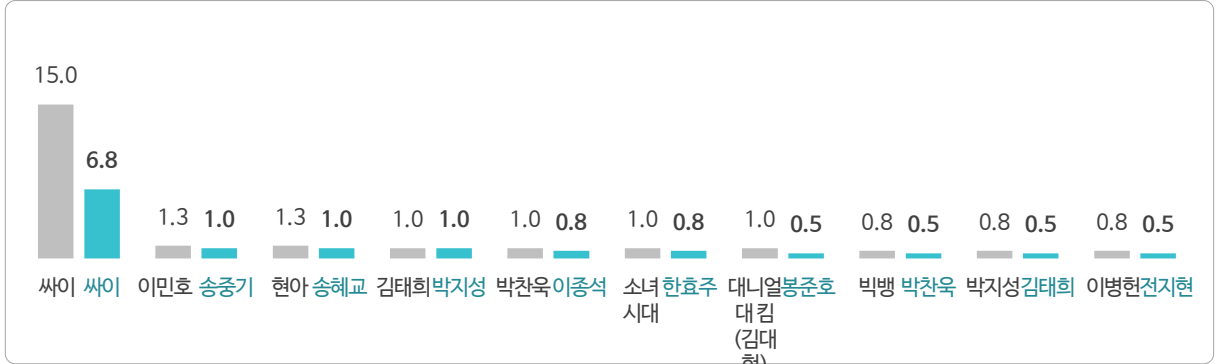 15.0
6.8
1.3 1.0 1.3 1.0 1.0 1.0 1.0 0.8 1.0 0.8 1.0 0.5 0.8 0.5 0.8 0.5 0.8 0.5
싸이 싸이 이민호 송중기 현아 송혜교 김태희 박지성 박찬욱 이종석 소녀 한효주 대니얼 봉준호 빅뱅 박찬욱 박지성 김태희 이병헌 전지현
시대 대 킴
(김대
현)